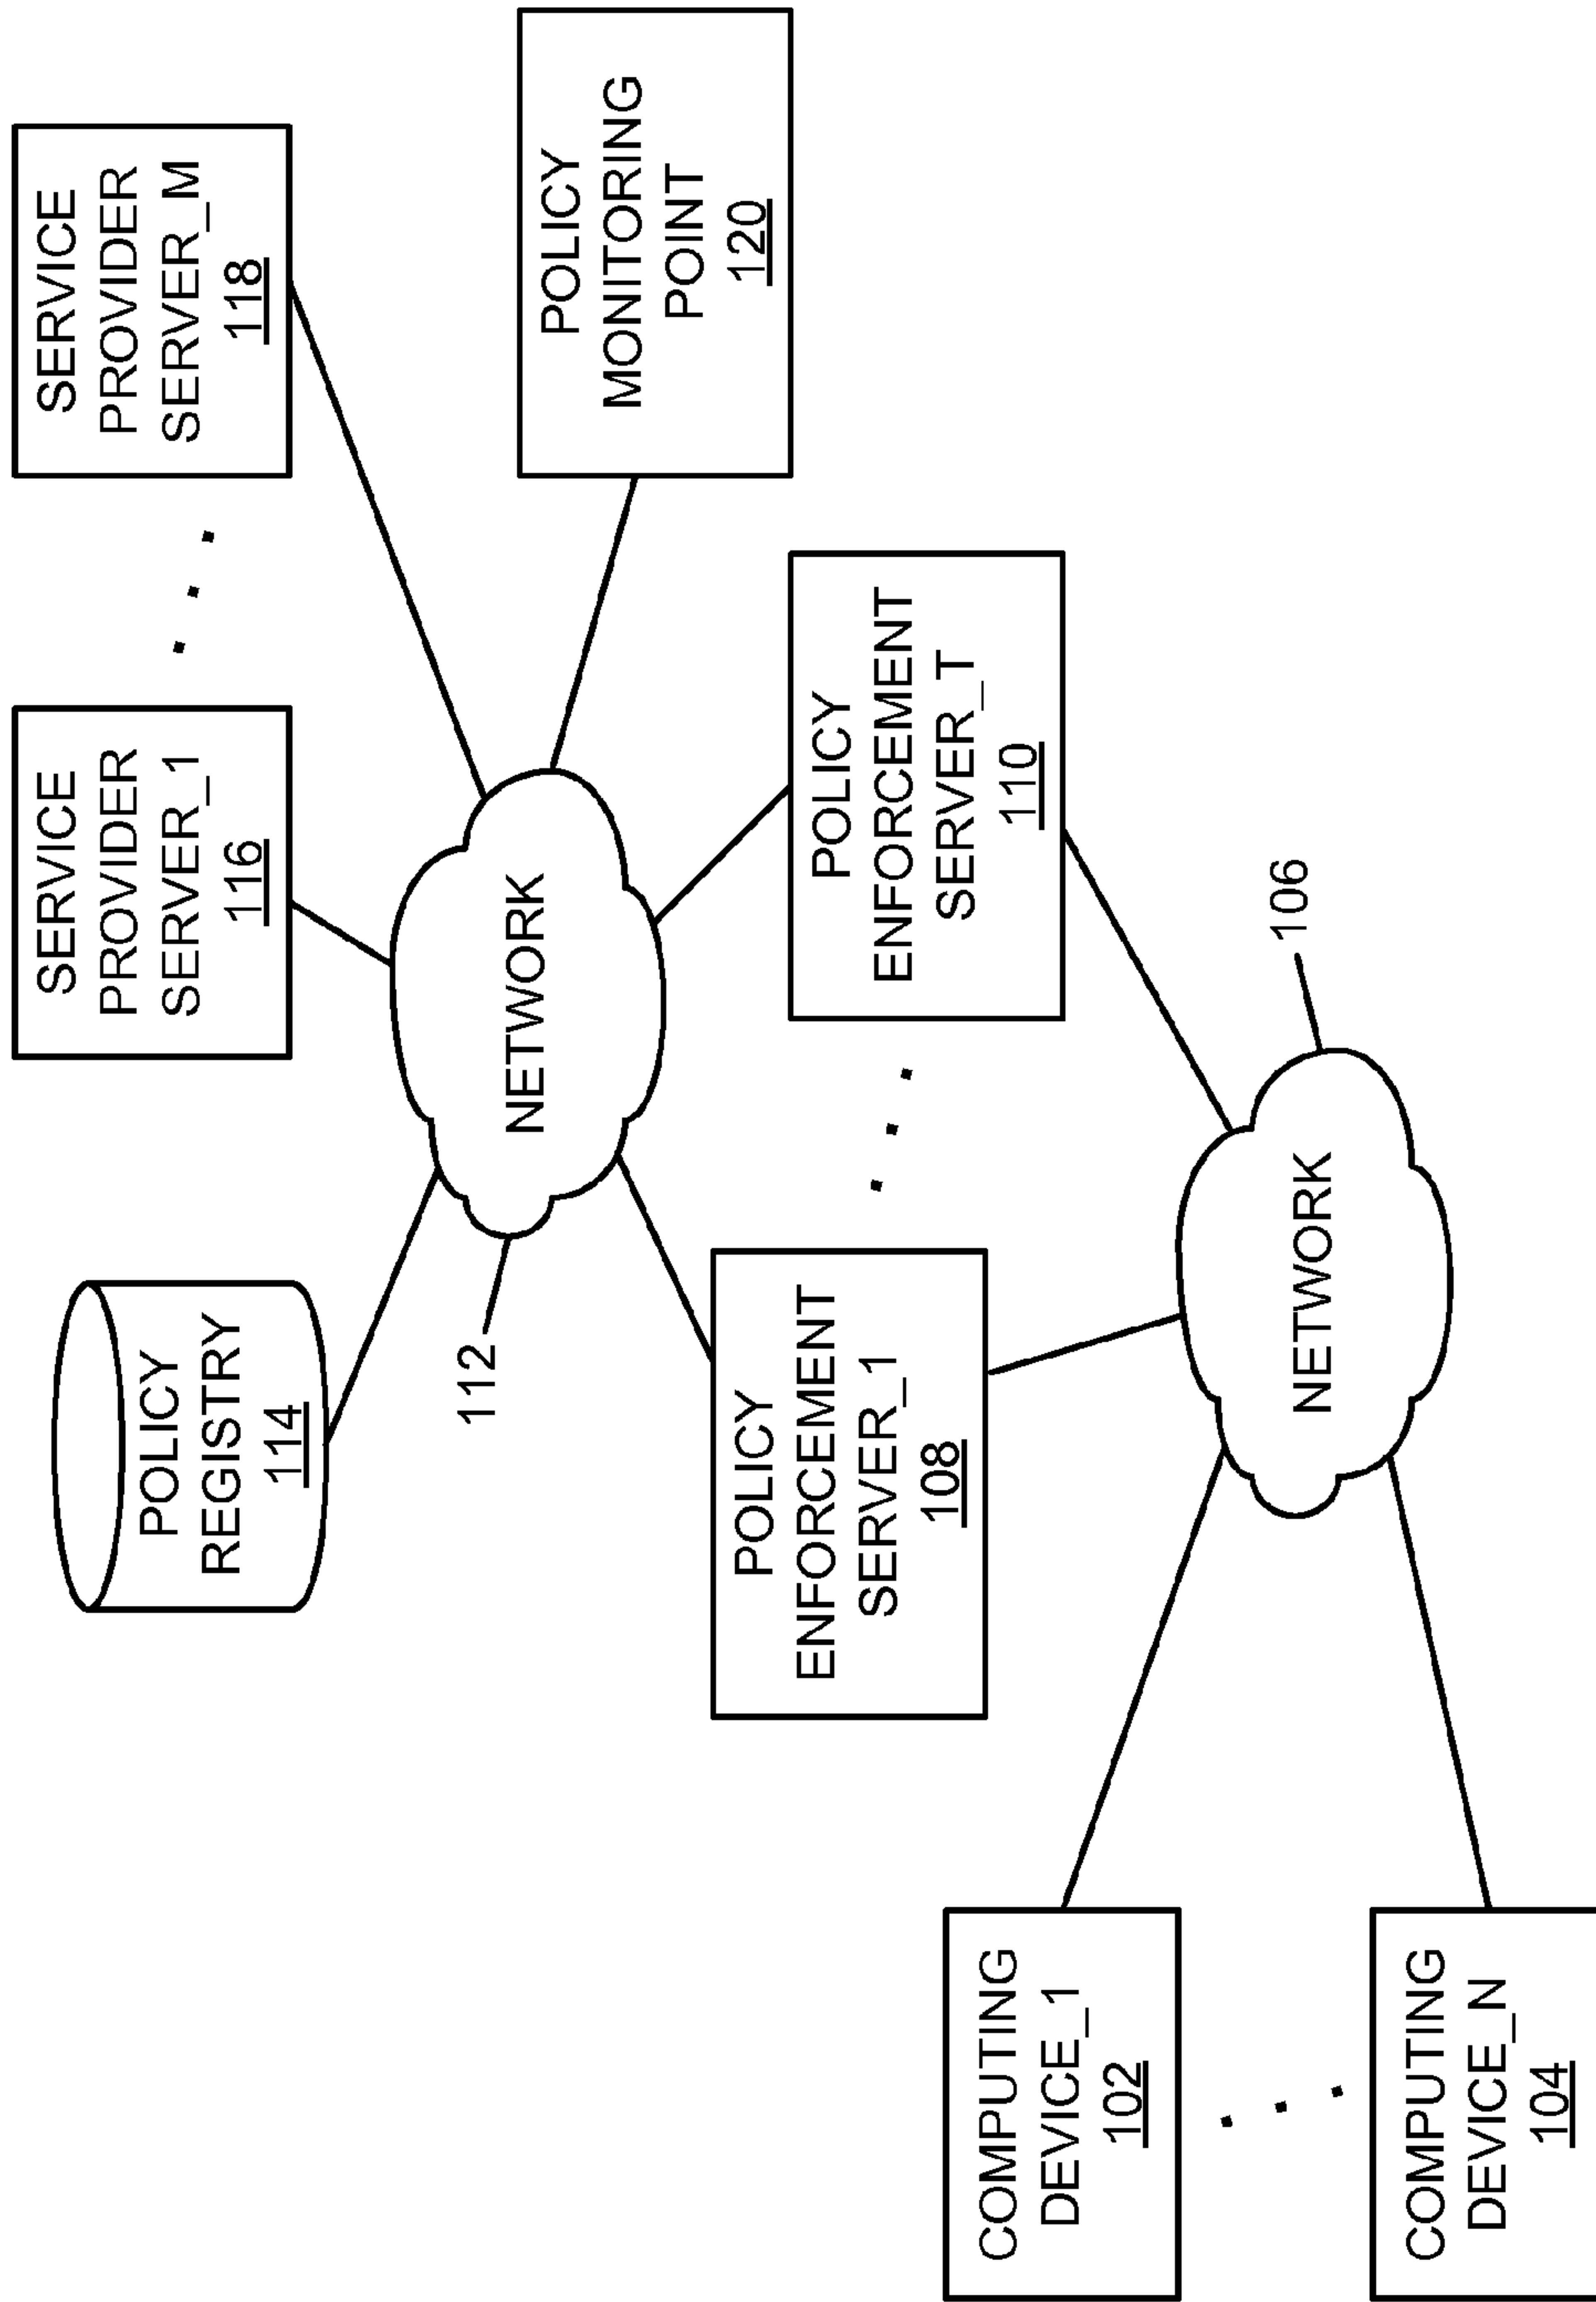 POLICY
REGISTRY
114
SERVICE
PROVIDER
SERVER_1
116
SERVICE
PROVIDER
SERVER_M
118
112
NETWORK
POLICY
MONITORING
POINT
120
POLICY
ENFORCEMENT
SERVER_1
108
POLICY
ENFORCEMENT
SERVER_T
110
COMPUTING
DEVICE_1
102
NETWORK
106
COMPUTING
DEVICE_N
104